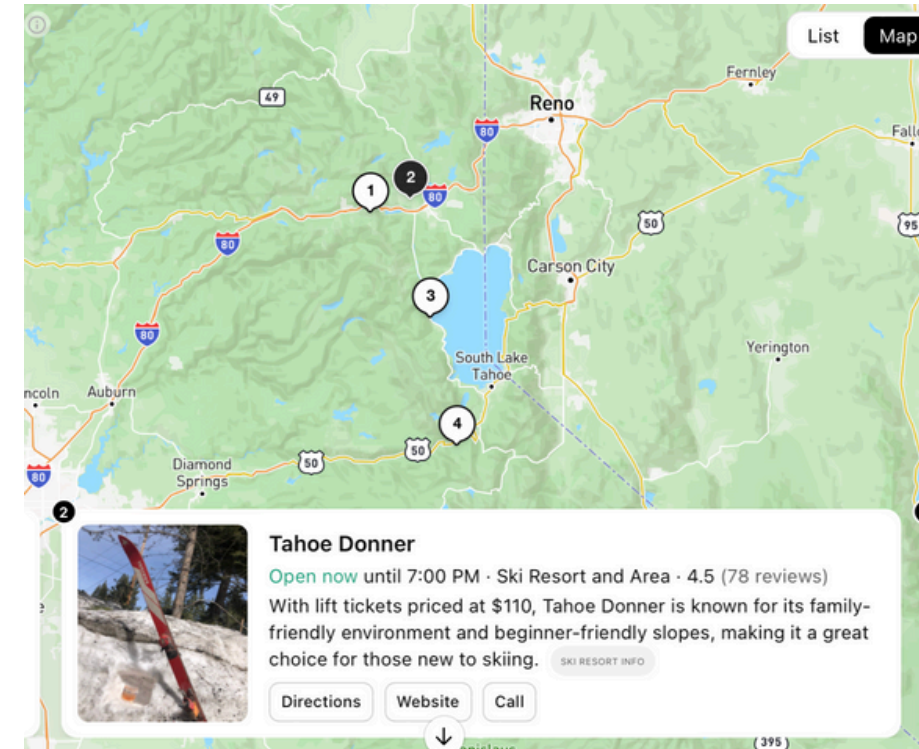 List
Map
Fernley
49
Reno
80
Fall
2
1
80
50
95
80
Carson City
3
80
South Lake
Tahoe
Yerington
ncoln
Auburn
4
50
50
Diamond
Springs
80
2
Tahoe Donner
Open now until 7:00 PM · Ski Resort and Area · 4.5 (78 reviews)
With lift tickets priced at $110, Tahoe Donner is known for its family-
friendly environment and beginner-friendly slopes, making it a great
choice for those new to skiing. SKI RESORT INFO
Directions
Website
Call
395